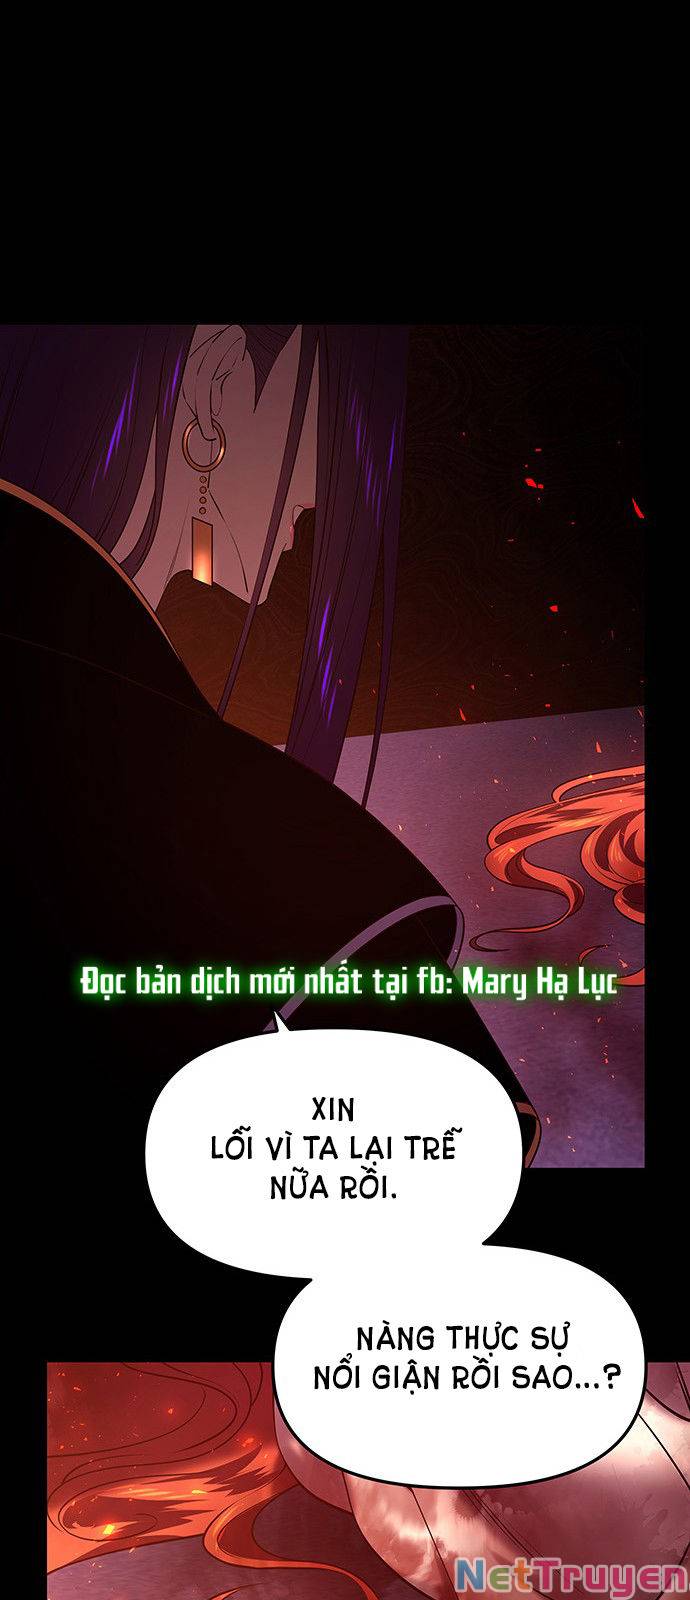 Đọc bản dịch mới nhất tại fb: Mary Hạ Lục
XIN
LỖI VÌ TA LẠI TRỄ
NỮA RỒI.
NÀNG THỰC SỰ
NỔI GIẬN RỒI SAO...?
NetTruyen